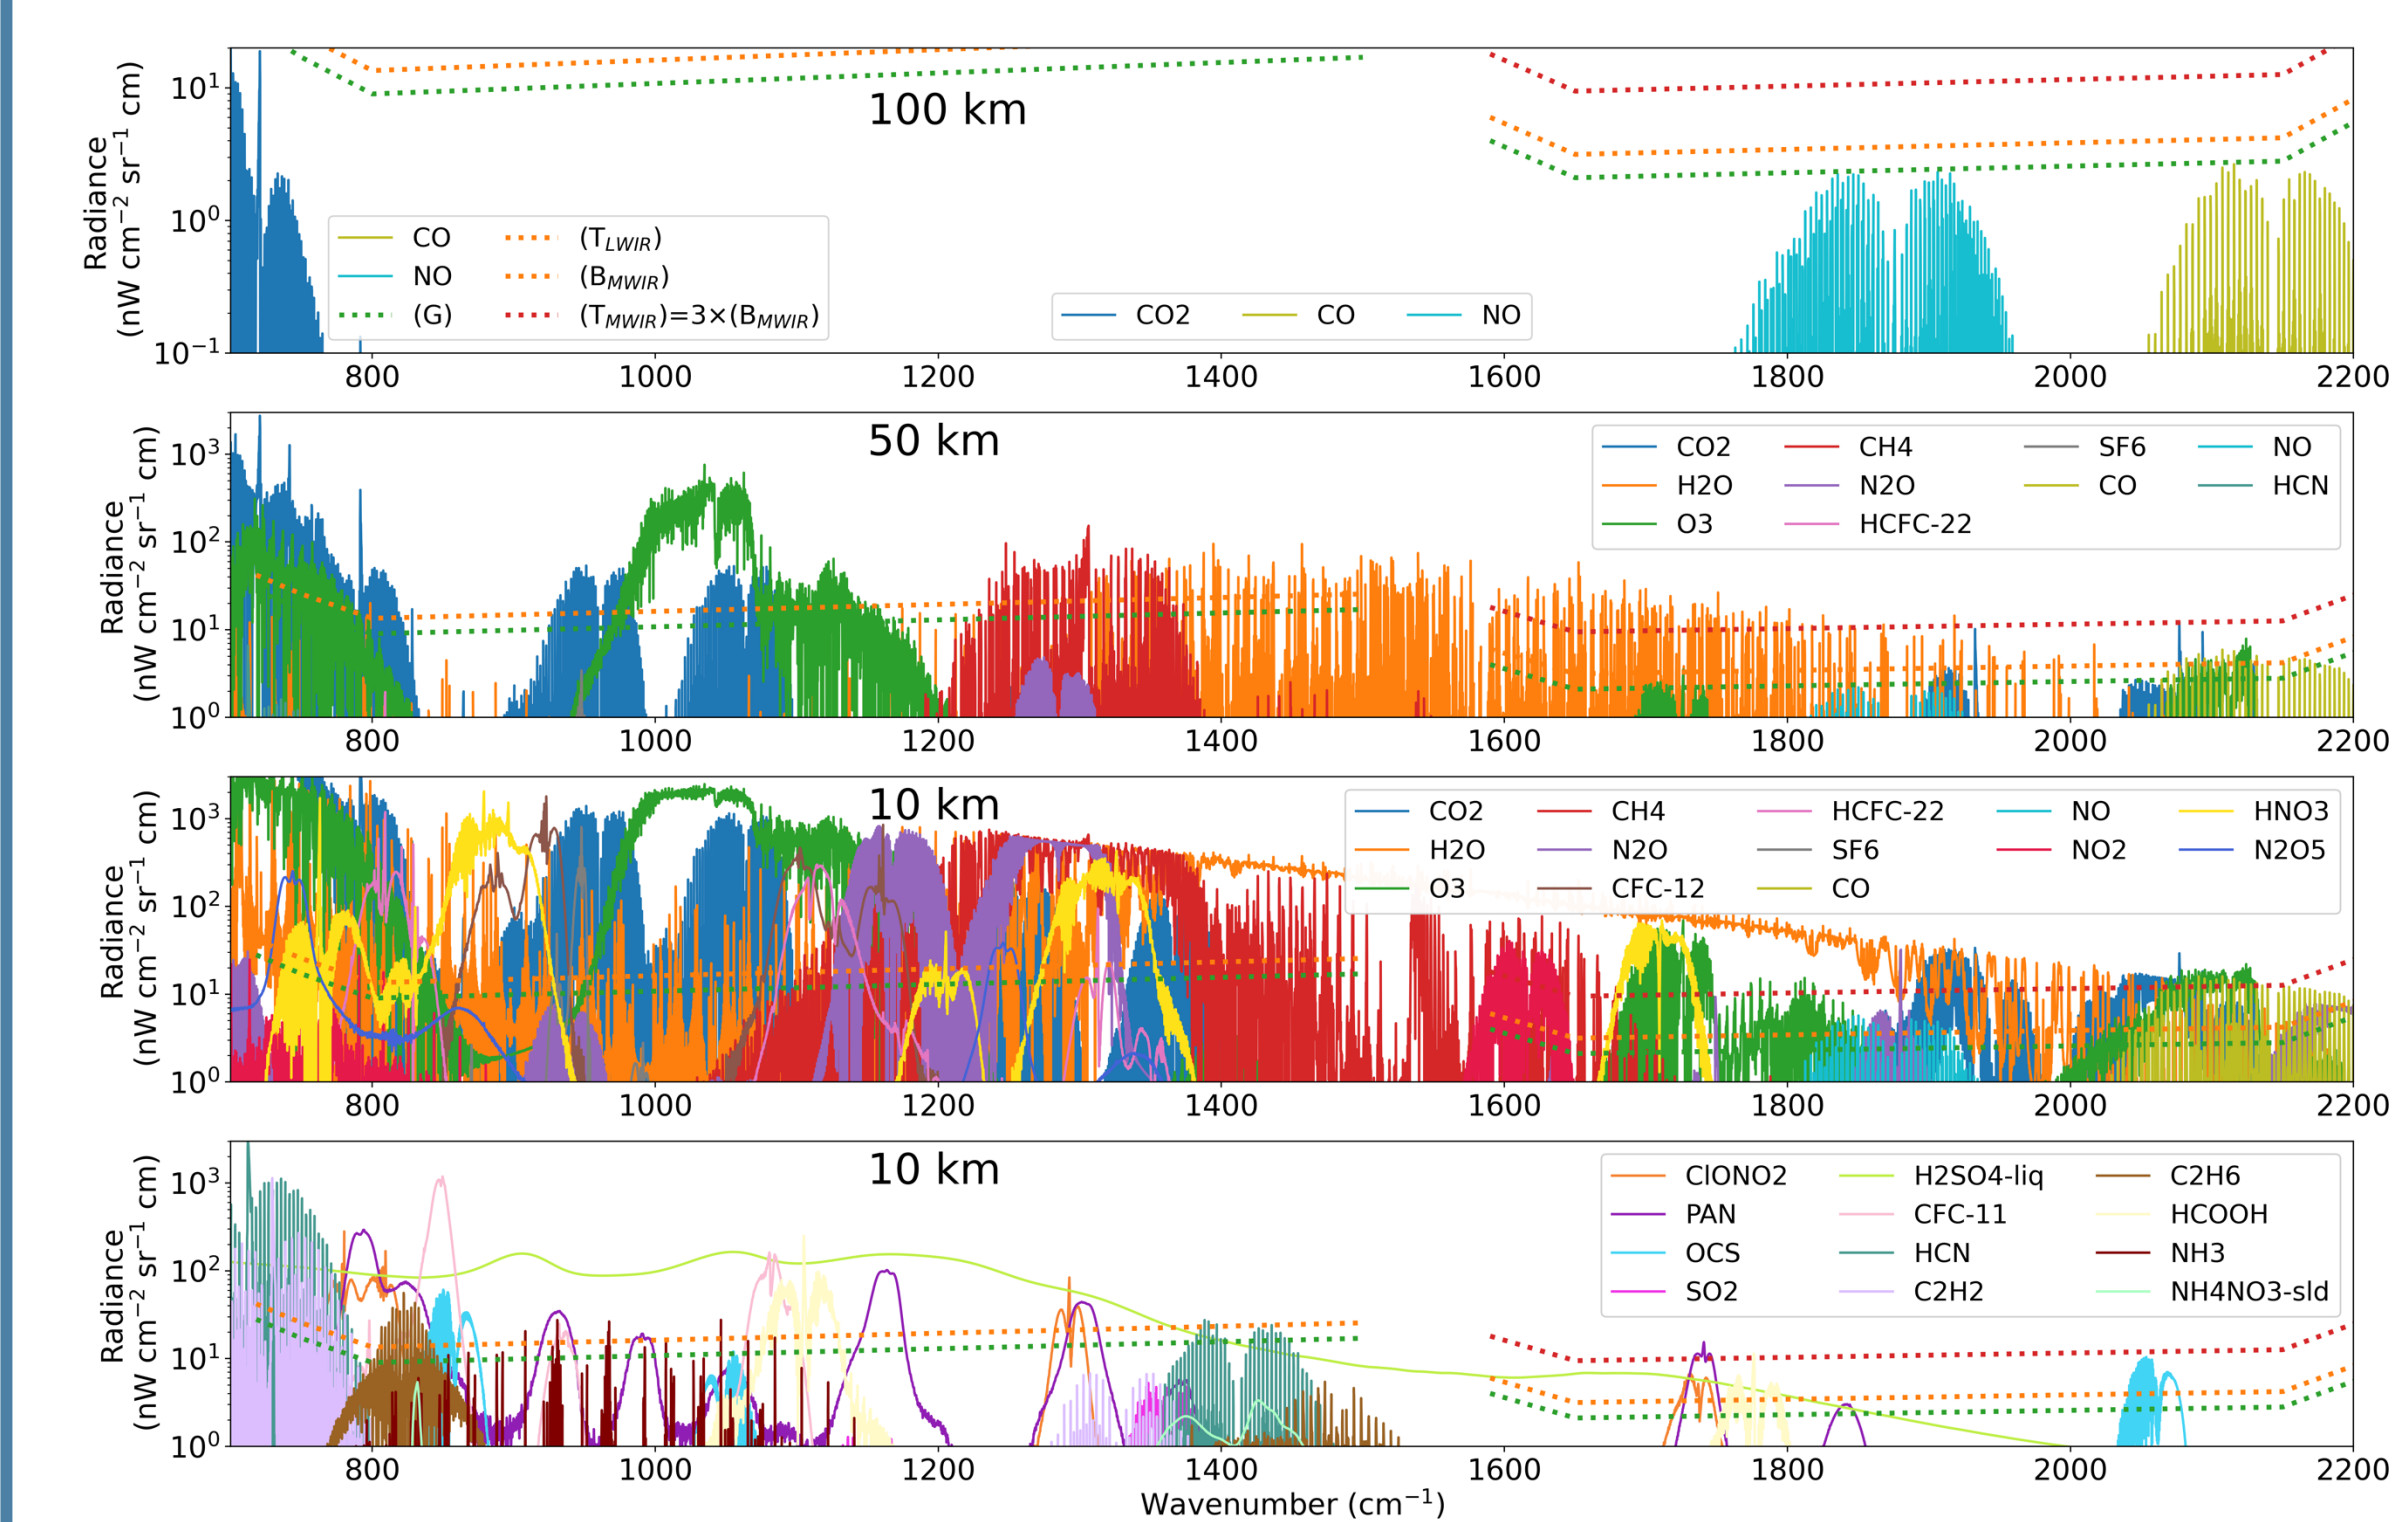 Radiance
(nW cm⁻² sr⁻¹ cm)
10¹
10⁰
10⁻¹
100 km
CO (T_LWIR)
NO (B_MWIR)
(G) (T_MWIR)=3×(B_MWIR)
CO2 CO NO
800 1000 1200 1400 1600 1800 2000 2200
Radiance
(nW cm⁻² sr⁻¹ cm)
10³
10²
10¹
10⁰
50 km
CO2 CH4 SF6 NO
H2O N2O CO HCN
O3 HCFC-22
800 1000 1200 1400 1600 1800 2000 2200
Radiance
(nW cm⁻² sr⁻¹ cm)
10³
10²
10¹
10⁰
10 km
CO2 CH4 HCFC-22 NO HNO3
H2O N2O SF6 NO2 N2O5
O3 CFC-12 CO
800 1000 1200 1400 1600 1800 2000 2200
Radiance
(nW cm⁻² sr⁻¹ cm)
10³
10²
10¹
10⁰
10 km
ClONO2 H2SO4-liq C2H6
PAN CFC-11 HCOOH
OCS HCN NH3
SO2 C2H2 NH4NO3-sld
800 1000 1200 1400 1600 1800 2000 2200
Wavenumber (cm⁻¹)